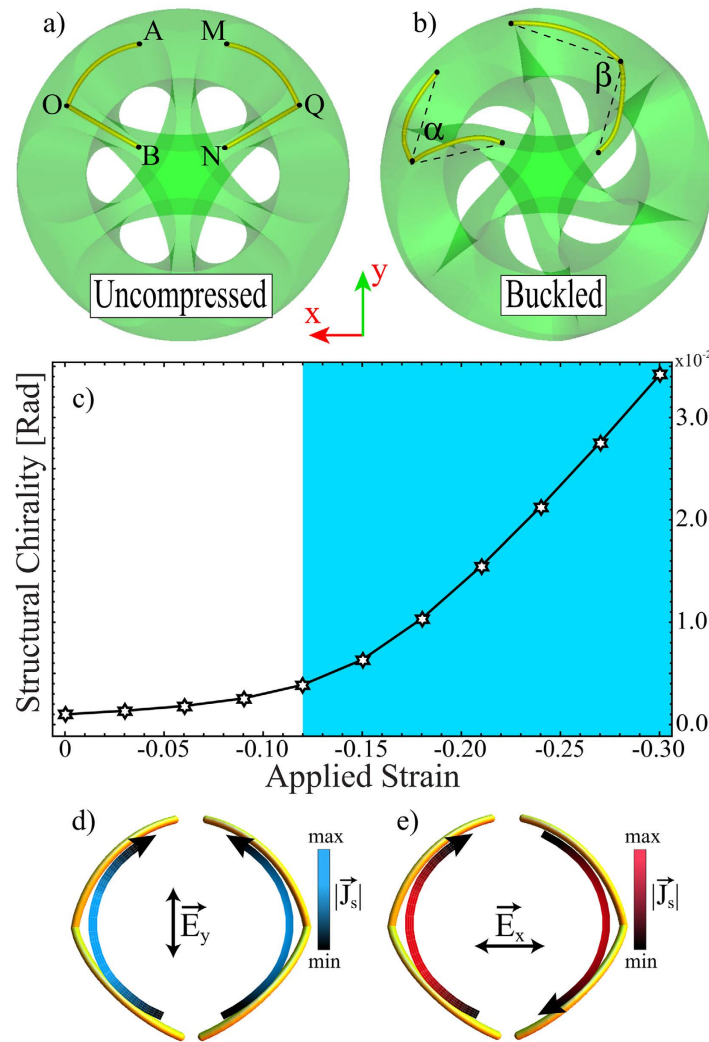 a)
A
M
O
Q
B
N
Uncompressed
b)
β
α
Buckled
y
x
c)
x10⁻²
Structural Chirality [Rad]
3.0
2.0
1.0
0.0
0 -0.05 -0.10 -0.15 -0.20 -0.25 -0.30
Applied Strain
d)
max
|J⃗s|
min
E⃗y
e)
max
|J⃗s|
min
E⃗x